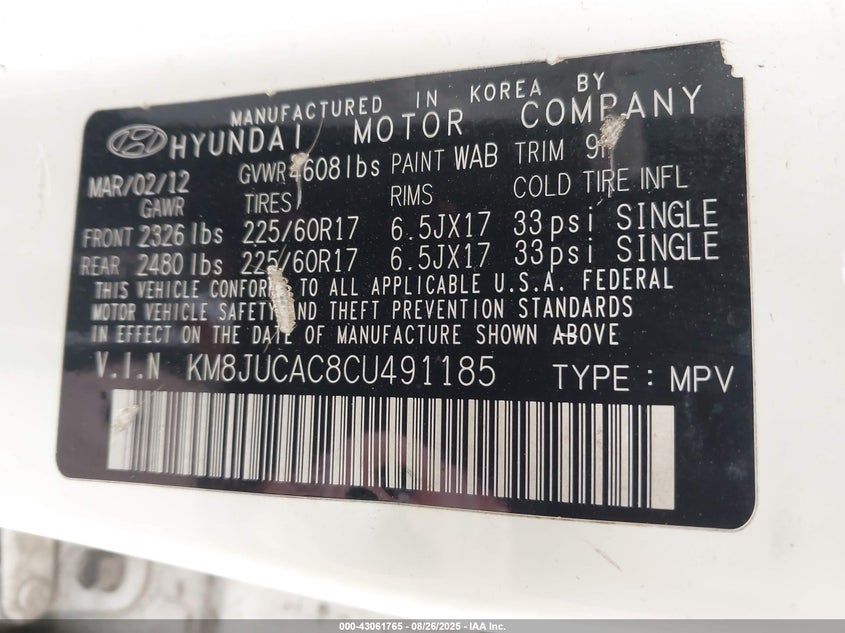 MANUFACTURED IN KOREA BY
HYUNDAI MOTOR COMPANY
MAR/02/12 GVWR 4608lbs PAINT WAB TRIM
GAWR TIRES RIMS COLD TIRE INFL
FRONT 2326 lbs 225/60R17 6.5JX17 33psi SINGLE
REAR 2480 lbs 225/60R17 6.5JX17 33psi SINGLE
THIS VEHICLE CONFORMS TO ALL APPLICABLE U.S.A. FEDERAL
MOTOR VEHICLE SAFETY AND THEFT PREVENTION STANDARDS
IN EFFECT ON THE DATE OF MANUFACTURE SHOWN ABOVE
V.I.N KM8JUCAC8CU491185 TYPE : MPV
000-43061765 - 08/26/2025 - IAA Inc.